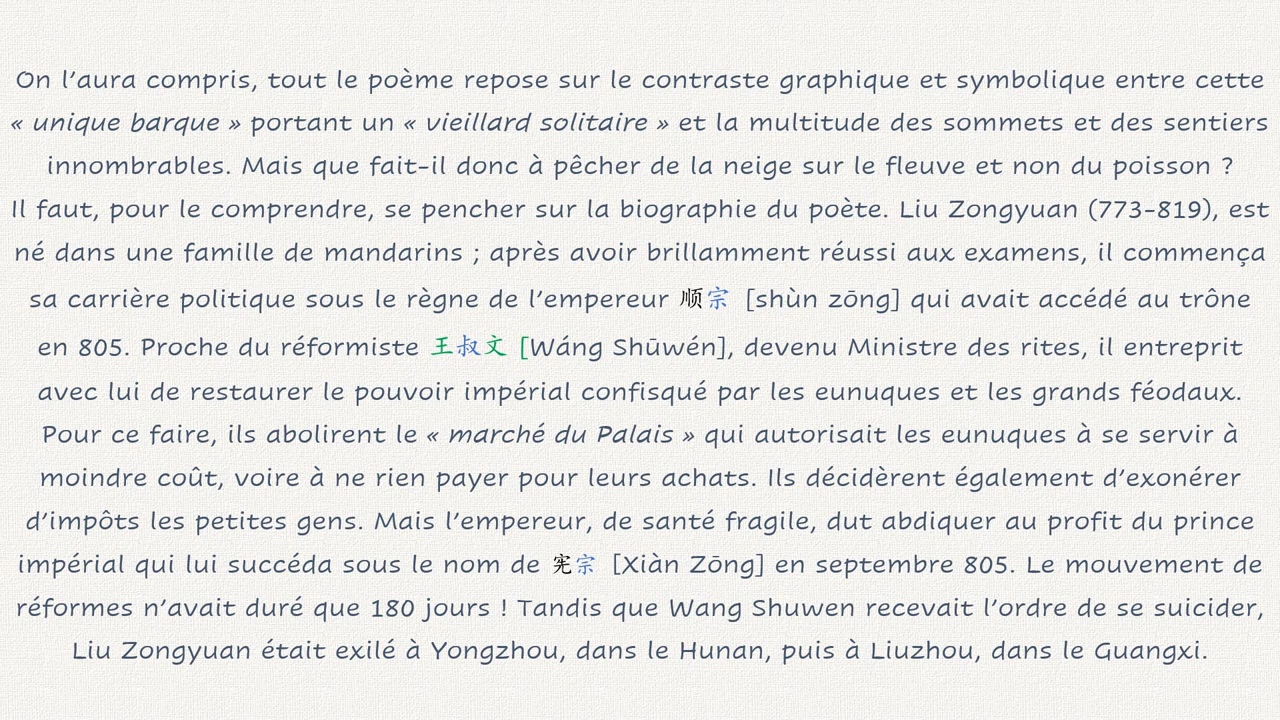 On l’aura compris, tout le poème repose sur le contraste graphique et symbolique entre cette
« unique barque » portant un « vieillard solitaire » et la multitude des sommets et des sentiers
innombrables. Mais que fait-il donc à pêcher de la neige sur le fleuve et non du poisson ?
Il faut, pour le comprendre, se pencher sur la biographie du poète. Liu Zongyuan (773-819), est
né dans une famille de mandarins ; après avoir brillamment réussi aux examens, il commença
sa carrière politique sous le règne de l’empereur 顺宗 [shùn zōng] qui avait accédé au trône
en 805. Proche du réformiste 王叔文 [Wáng Shūwén], devenu Ministre des rites, il entreprit
avec lui de restaurer le pouvoir impérial confisqué par les eunuques et les grands féodaux.
Pour ce faire, ils abolirent le « marché du Palais » qui autorisait les eunuques à se servir à
moindre coût, voire à ne rien payer pour leurs achats. Ils décidèrent également d’exonérer
d’impôts les petites gens. Mais l’empereur, de santé fragile, dut abdiquer au profit du prince
impérial qui lui succéda sous le nom de 宪宗 [Xiàn Zōng] en septembre 805. Le mouvement de
réformes n’avait duré que 180 jours ! Tandis que Wang Shuwen recevait l’ordre de se suicider,
Liu Zongyuan était exilé à Yongzhou, dans le Hunan, puis à Liuzhou, dans le Guangxi.